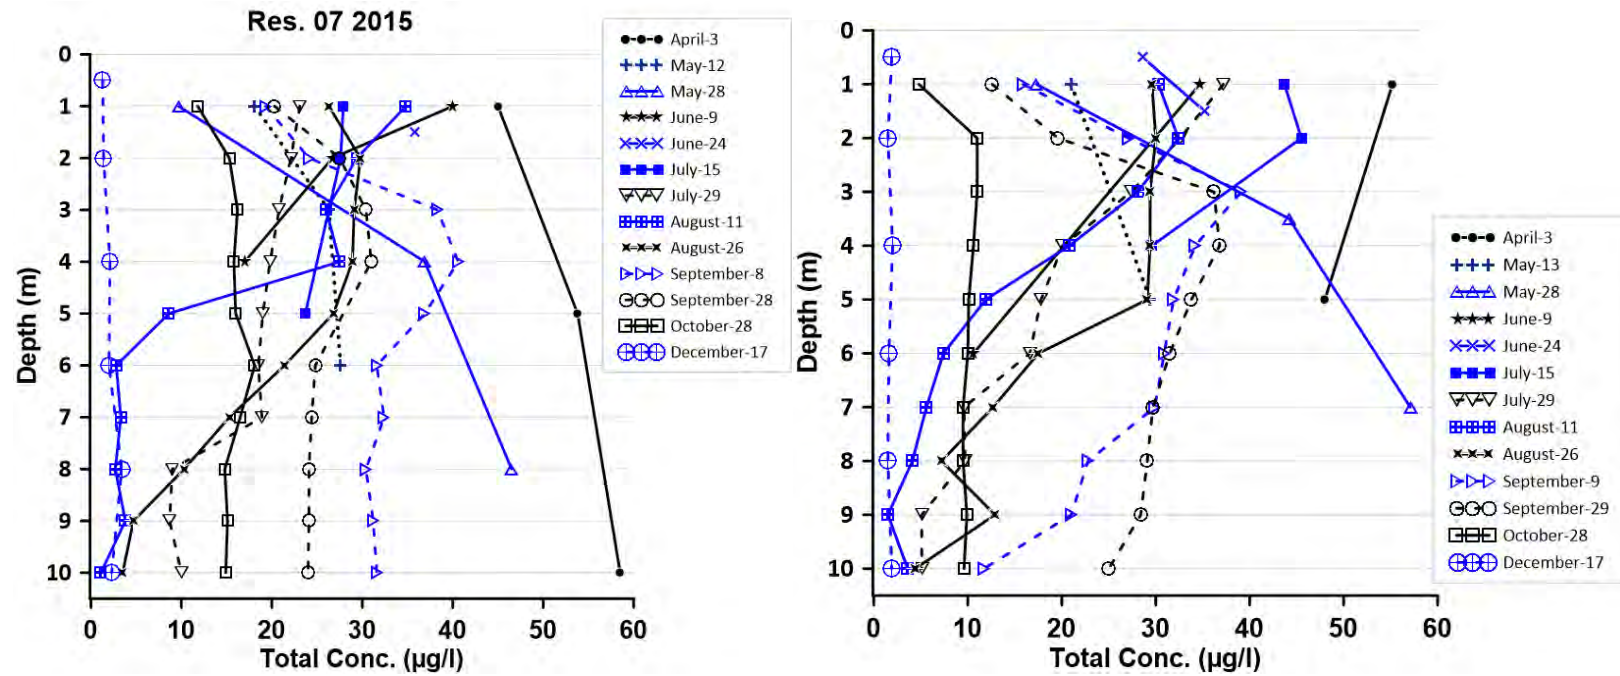 Res. 07 2015
0
1
2
3
4
5
6
7
8
9
10
Depth (m)
0 10 20 30 40 50 60
Total Conc. (µg/l)
April-3
May-12
May-28
June-9
June-24
July-15
July-29
August-11
August-26
September-8
September-28
October-28
December-17
0
1
2
3
4
5
6
7
8
9
10
Depth (m)
0 10 20 30 40 50 60
Total Conc. (µg/l)
April-3
May-13
May-28
June-9
June-24
July-15
July-29
August-11
August-26
September-9
September-29
October-28
December-17